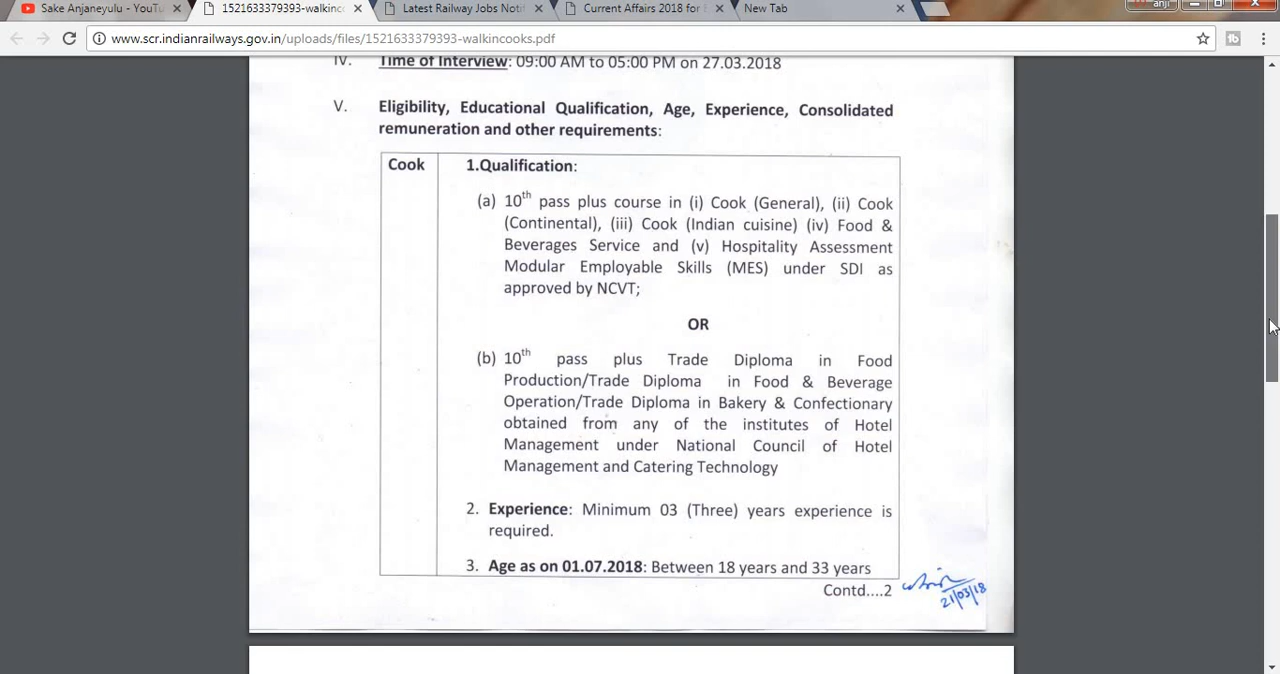 Sake Anjaneyulu - YouTu
1521633379393-walkinc
Latest Railway Jobs Noti
Current Affairs 2018 for
New Tab
anji
www.scr.indianrailways.gov.in/uploads/files/1521633379393-walkincooks.pdf
IV. Time of Interview: 09:00 AM to 05:00 PM on 27.03.2018
V. Eligibility, Educational Qualification, Age, Experience, Consolidated
remuneration and other requirements:
Cook 1.Qualification:
(a) 10th pass plus course in (i) Cook (General), (ii) Cook
(Continental), (iii) Cook (Indian cuisine) (iv) Food &
Beverages Service and (v) Hospitality Assessment
Modular Employable Skills (MES) under SDI as
approved by NCVT;
OR
(b) 10th pass plus Trade Diploma in Food
Production/Trade Diploma in Food & Beverage
Operation/Trade Diploma in Bakery & Confectionary
obtained from any of the institutes of Hotel
Management under National Council of Hotel
Management and Catering Technology
2. Experience: Minimum 03 (Three) years experience is
required.
3. Age as on 01.07.2018: Between 18 years and 33 years
Contd....2
21/03/18